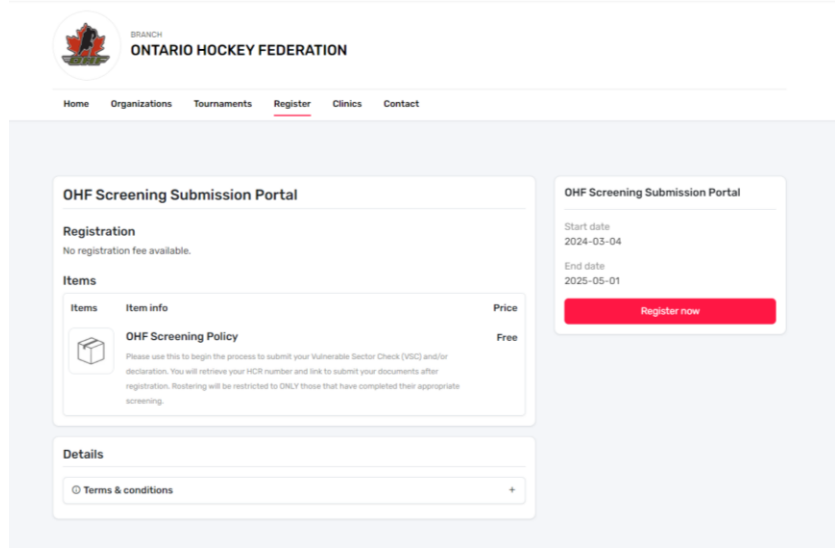 OHF
BRANCH
ONTARIO HOCKEY FEDERATION
Home Organizations Tournaments Register Clinics Contact
OHF Screening Submission Portal
Registration
No registration fee available.
Items
Items Item info Price
OHF Screening Policy Free
Please use this to begin the process to submit your Vulnerable Sector Check (VSC) and/or
declaration. You will retrieve your HCR number and link to submit your documents after
registration. Rostering will be restricted to ONLY those that have completed their appropriate
screening.
Details
Terms & conditions +
OHF Screening Submission Portal
Start date
2024-03-04
End date
2025-05-01
Register now